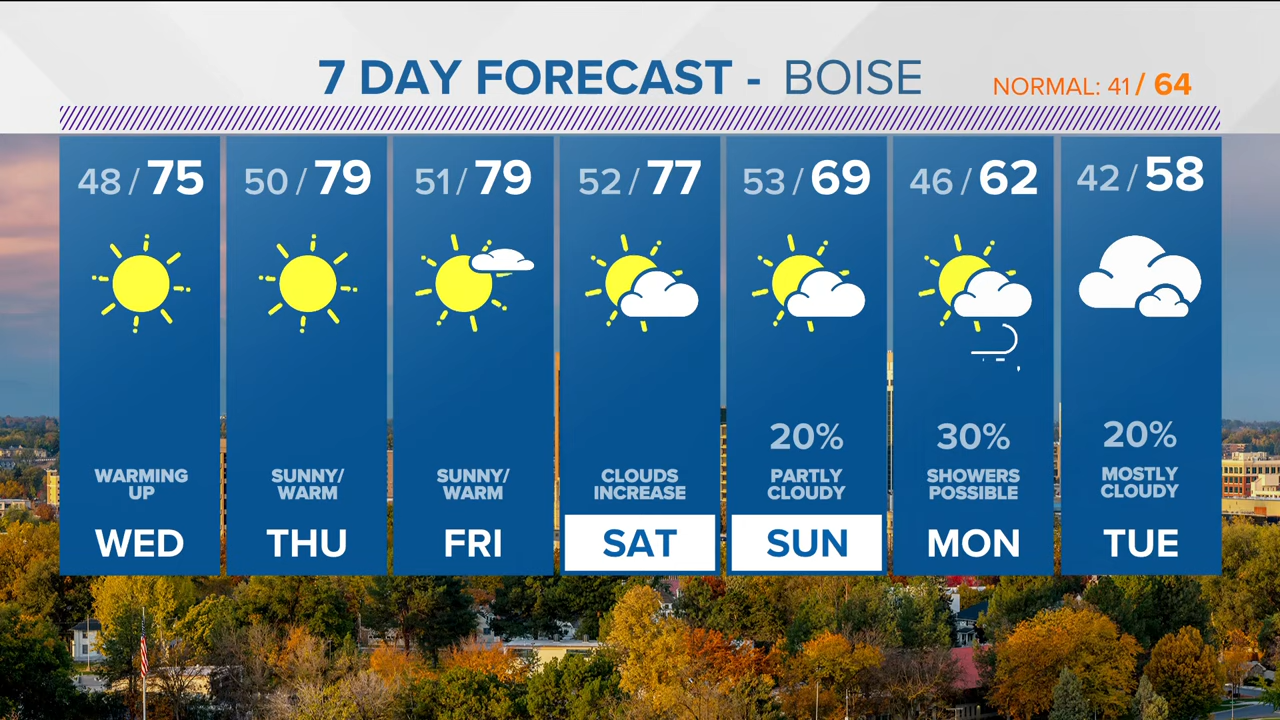 7 DAY FORECAST - BOISE
NORMAL: 41 / 64
48 / 75
50 / 79
51 / 79
52 / 77
53 / 69
46 / 62
42 / 58
20%
30%
20%
WARMING
UP
SUNNY/
WARM
SUNNY/
WARM
CLOUDS
INCREASE
PARTLY
CLOUDY
SHOWERS
POSSIBLE
MOSTLY
CLOUDY
WED
THU
FRI
SAT
SUN
MON
TUE